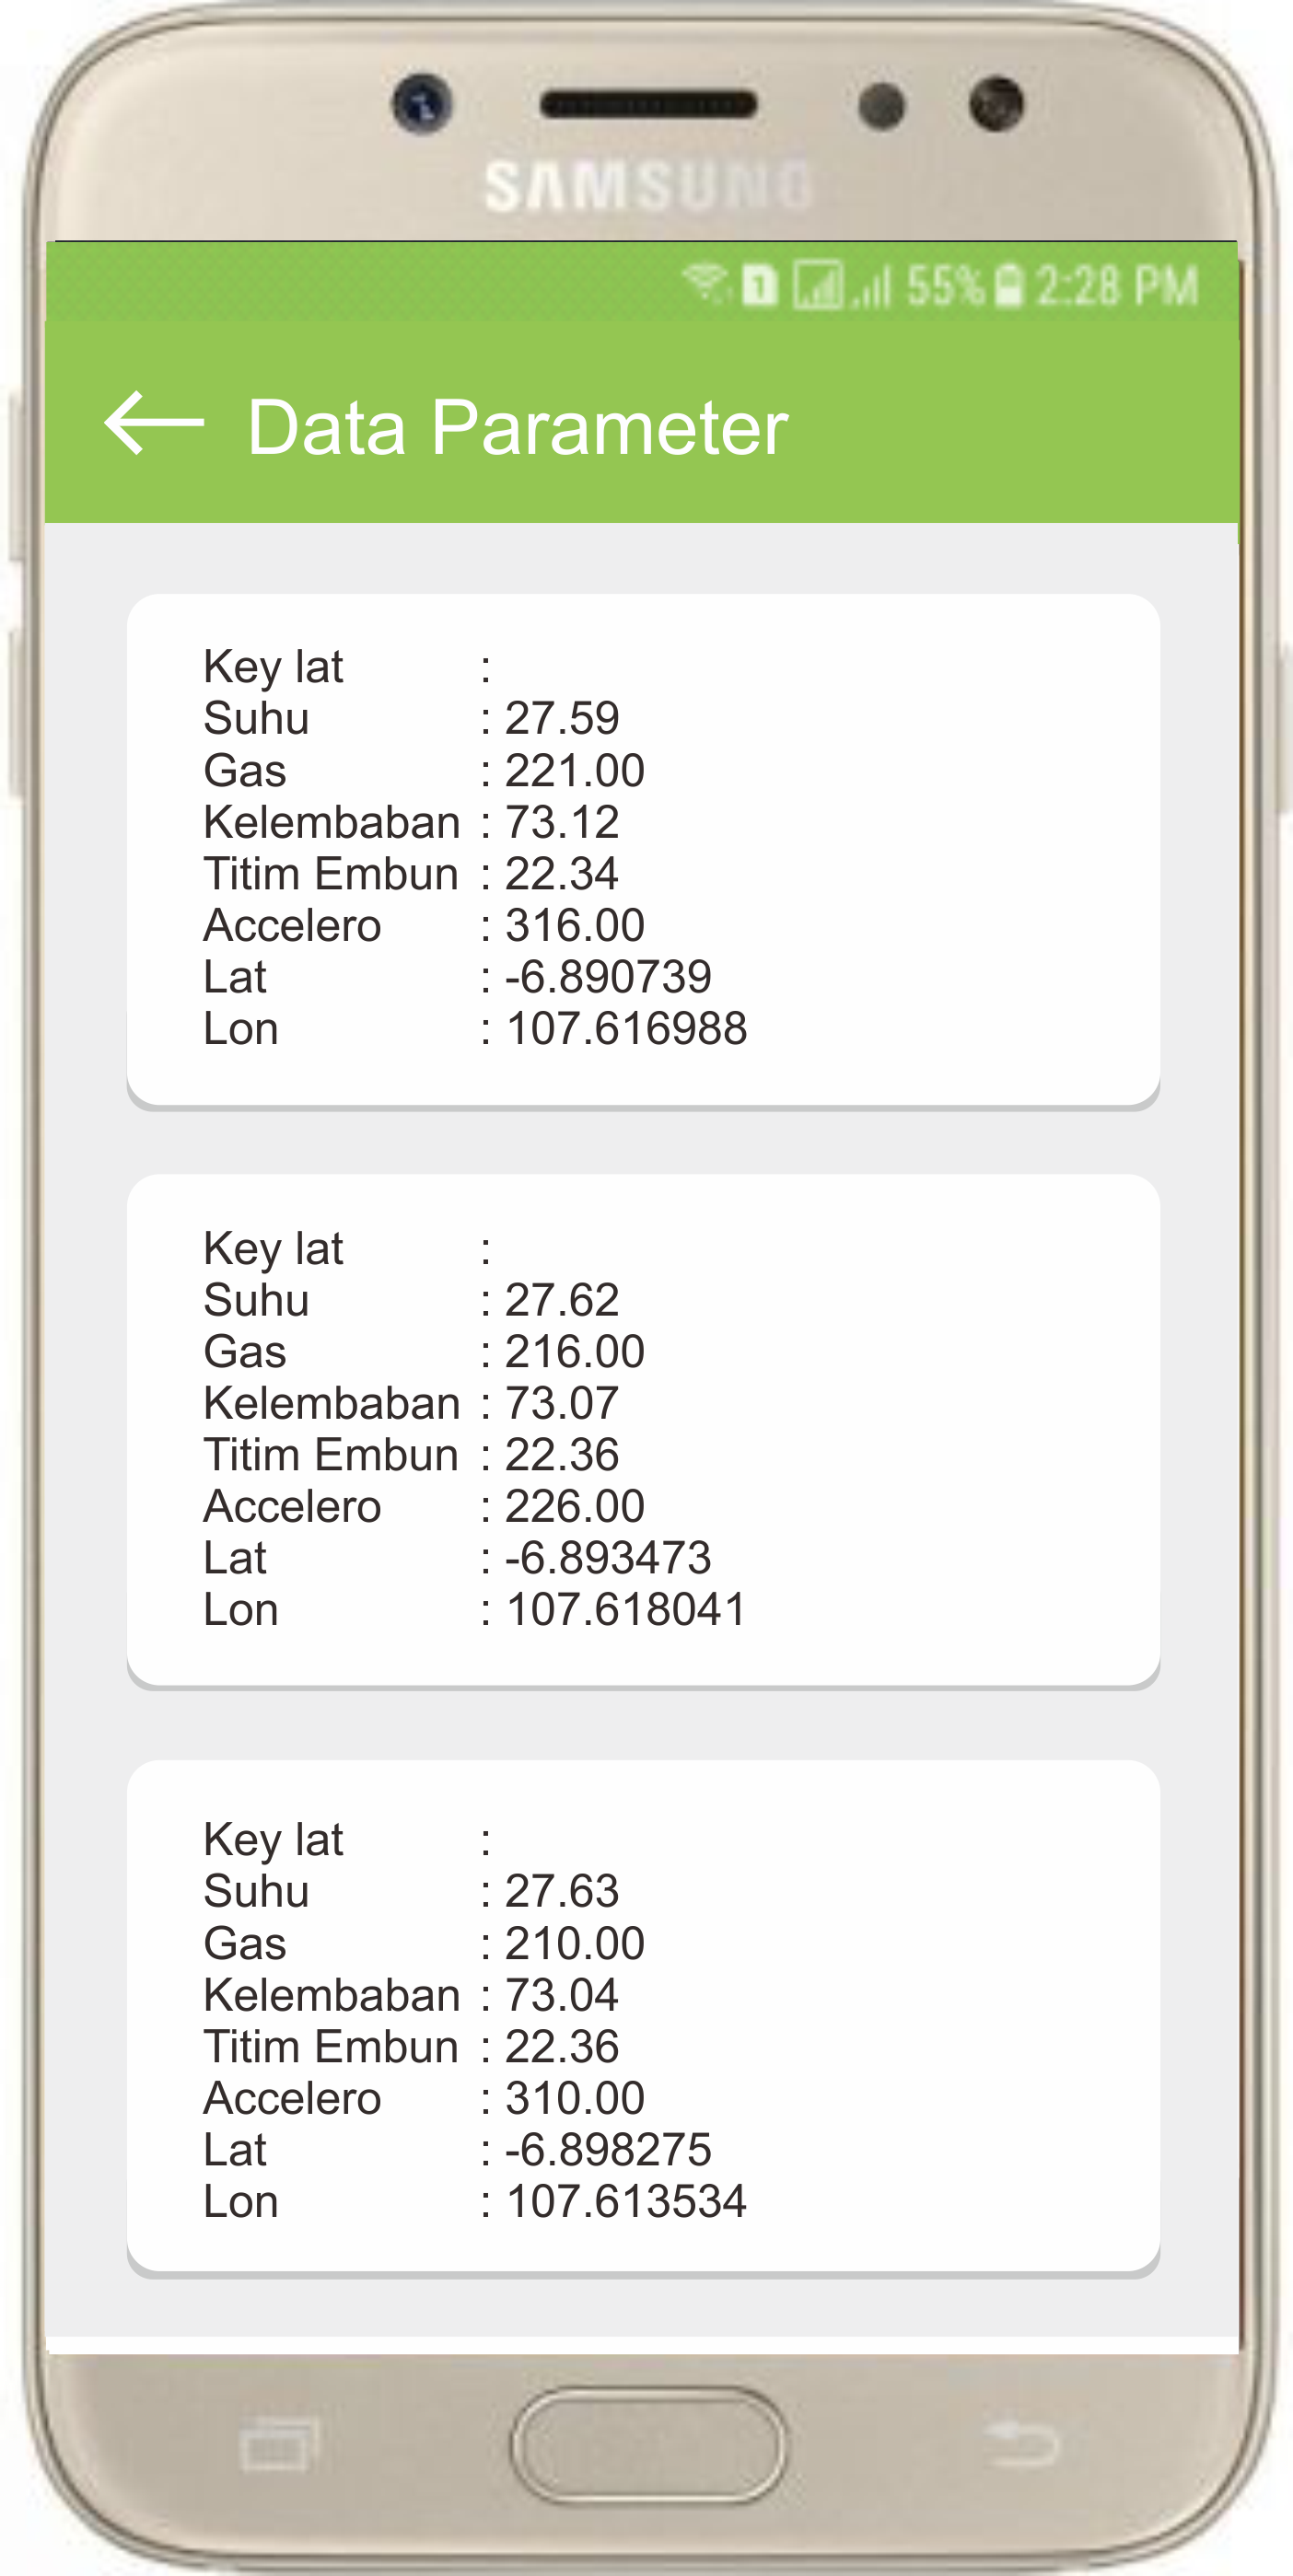 SAMSUNG
1 55% 2:28 PM
Data Parameter
Key lat :
Suhu : 27.59
Gas : 221.00
Kelembaban : 73.12
Titim Embun : 22.34
Accelero : 316.00
Lat : -6.890739
Lon : 107.616988
Key lat :
Suhu : 27.62
Gas : 216.00
Kelembaban : 73.07
Titim Embun : 22.36
Accelero : 226.00
Lat : -6.893473
Lon : 107.618041
Key lat :
Suhu : 27.63
Gas : 210.00
Kelembaban : 73.04
Titim Embun : 22.36
Accelero : 310.00
Lat : -6.898275
Lon : 107.613534